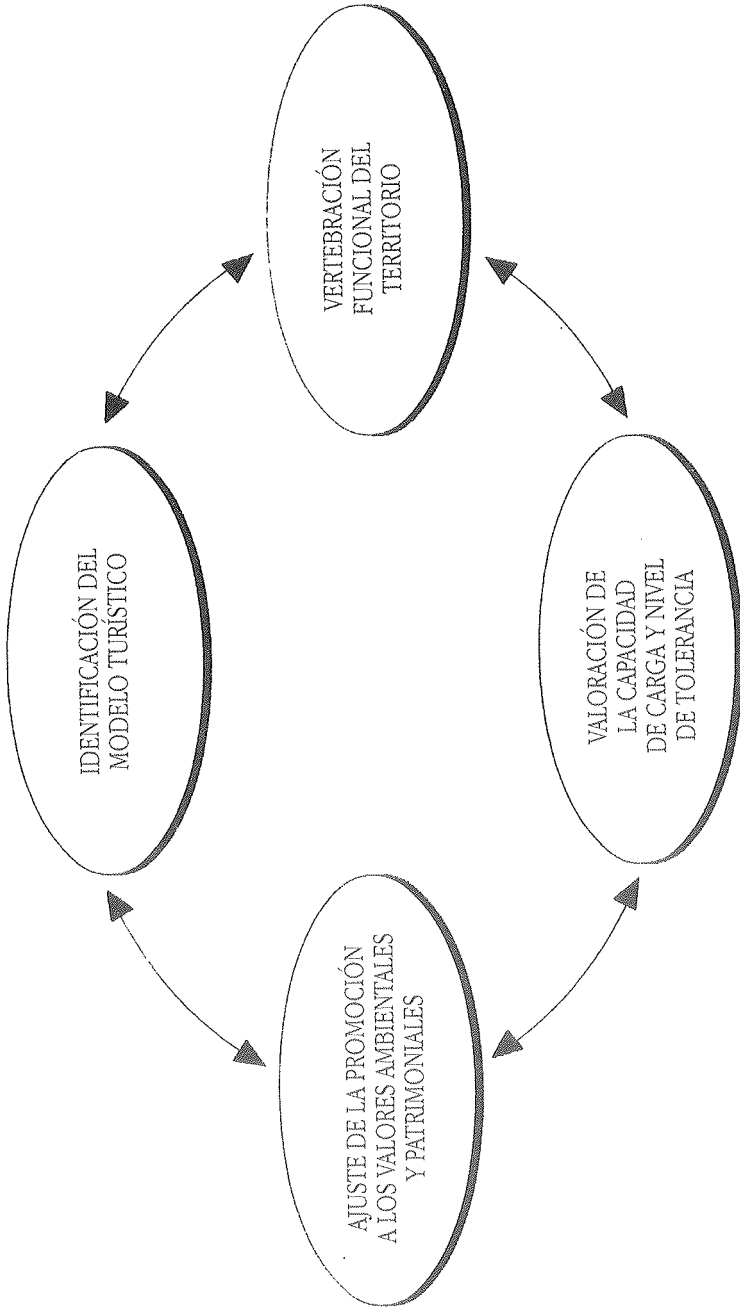 IDENTIFICACIÓN DEL
MODELO TURÍSTICO
AJUSTE DE LA PROMOCIÓN
A LOS VALORES AMBIENTALES
Y PATRIMONIALES
VERTEBRACIÓN
FUNCIONAL DEL
TERRITORIO
VALORACIÓN DE
LA CAPACIDAD
DE CARGA Y NIVEL
DE TOLERANCIA